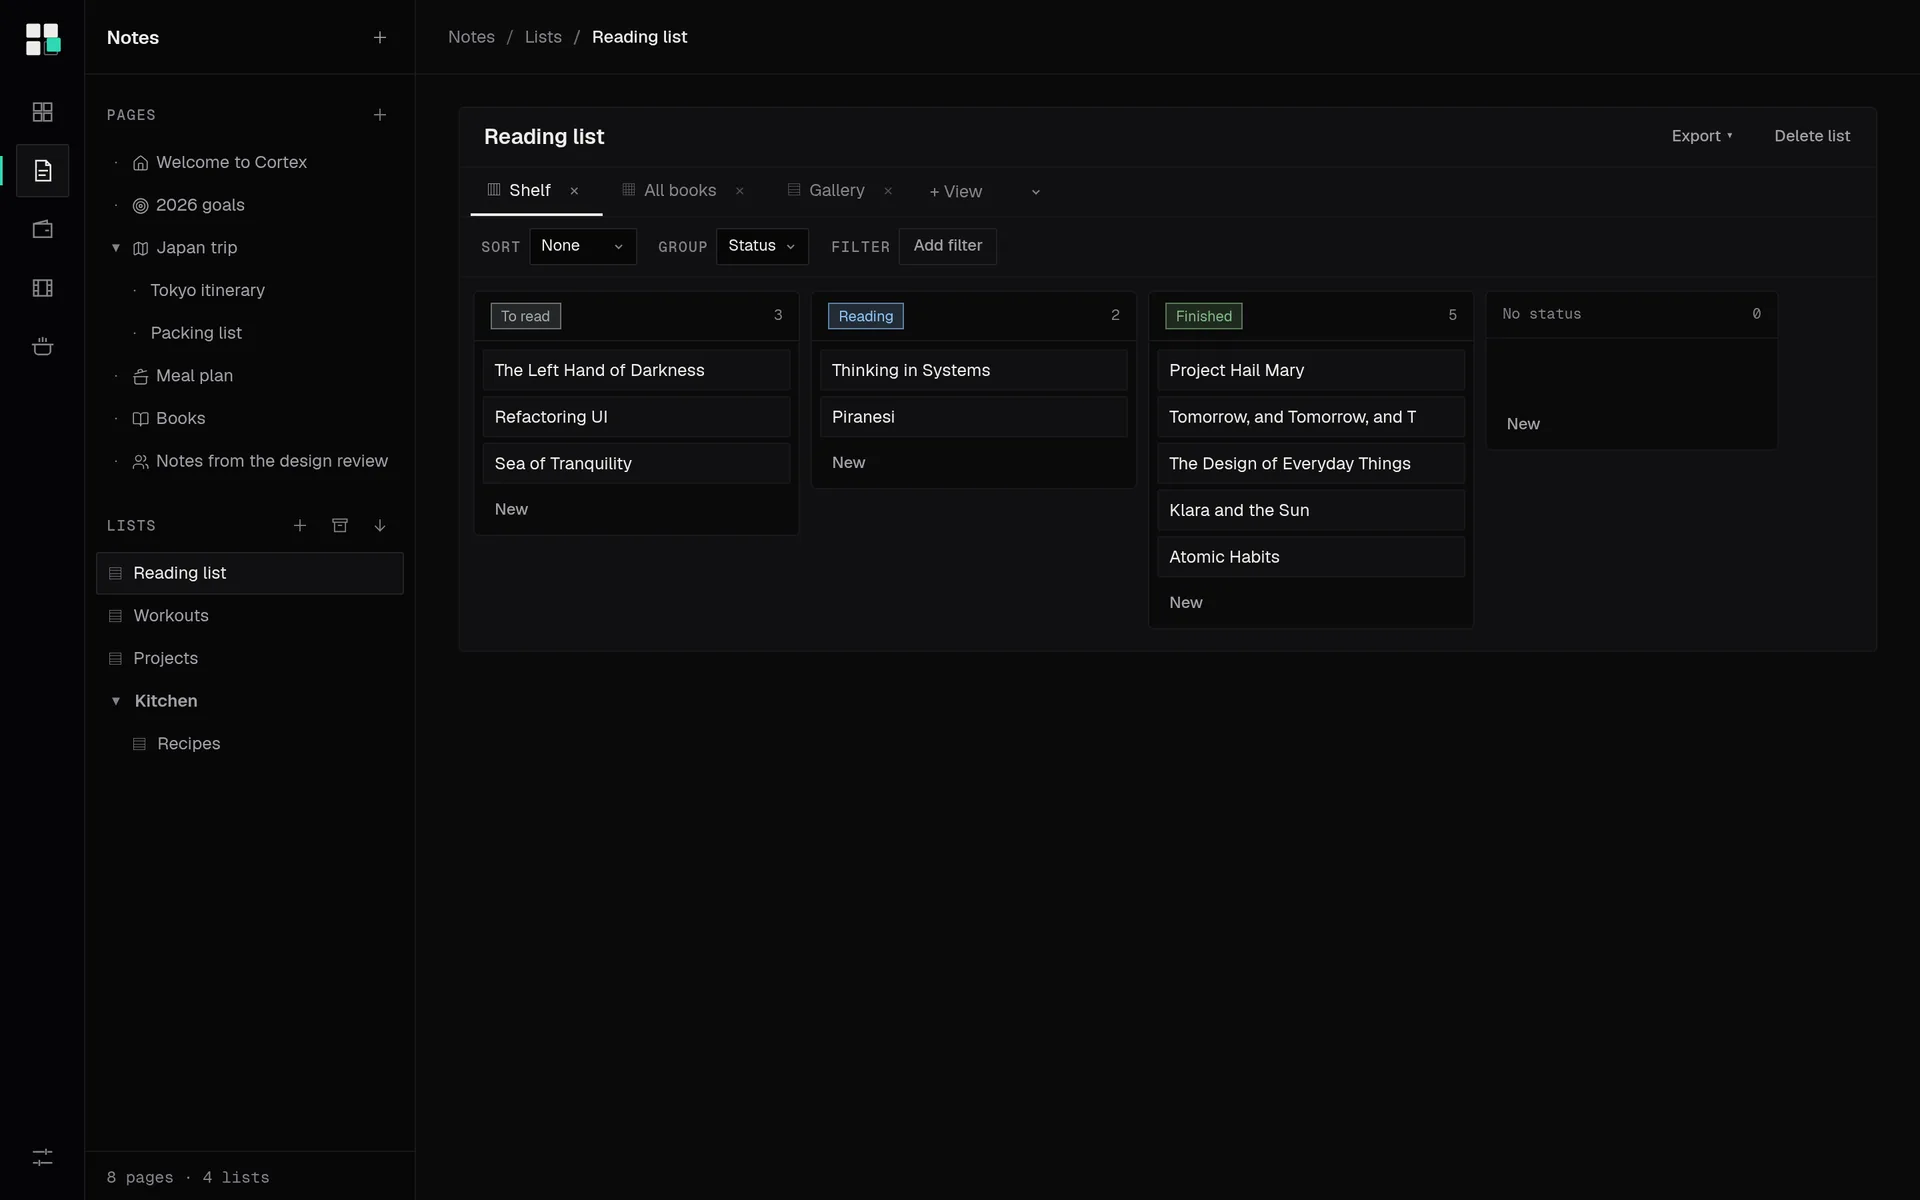 Notes
PAGES
Welcome to Cortex
2026 goals
Japan trip
Tokyo itinerary
Packing list
Meal plan
Books
Notes from the design review
LISTS
Reading list
Workouts
Projects
Kitchen
Recipes
8 pages · 4 lists
Notes / Lists / Reading list
Reading list
Export
Delete list
Shelf × All books × Gallery × + View
SORT None GROUP Status FILTER Add filter
To read 3
The Left Hand of Darkness
Refactoring UI
Sea of Tranquility
New
Reading 2
Thinking in Systems
Piranesi
New
Finished 5
Project Hail Mary
Tomorrow, and Tomorrow, and T
The Design of Everyday Things
Klara and the Sun
Atomic Habits
New
No status 0
New